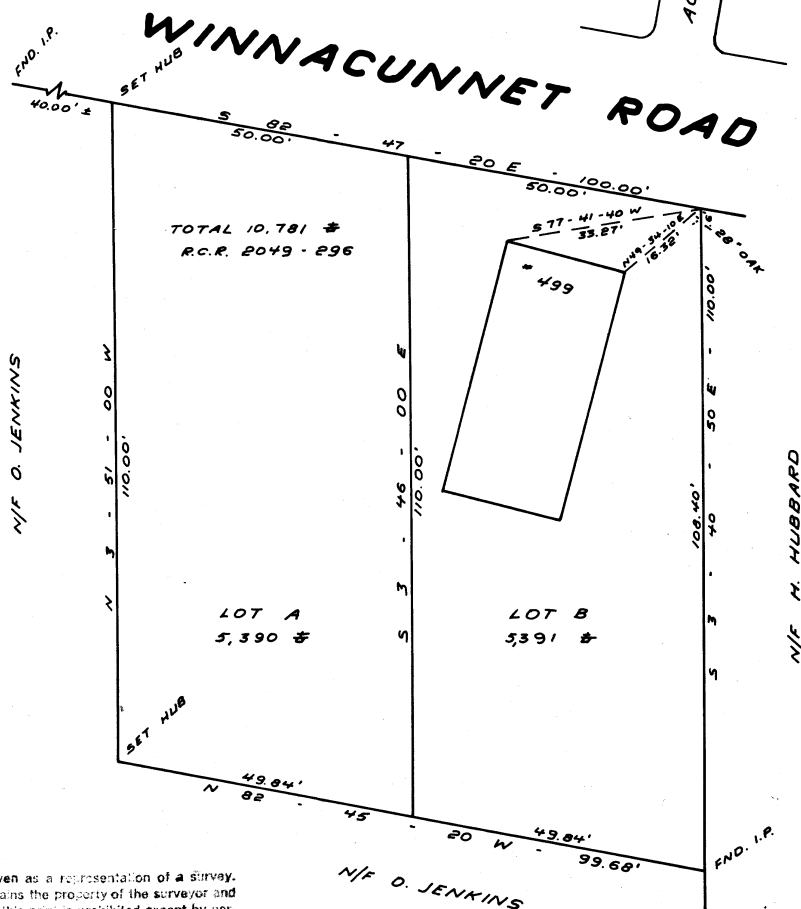 AC
WINNACUNNET ROAD
FND. I.P.
SET HUB
40.00' ±
S 82 - 47 - 20 E - 100.00'
50.00'
50.00'
S 77 - 41 - 40 W
33.27'
N 49 - 34 - 10 E
16.32'
1.6
28" OAK
TOTAL 10,781
R.C.R. 2049 - 296
# 499
N 3 - 51 - 00 W
110.00'
S 3 - 46 - 00 E
110.00'
S 3 - 40 - 50 E - 110.00'
108.40'
N/F O. JENKINS
N/F M. HUBBARD
LOT A
5,390
LOT B
5,391
SET HUB
49.84'
N 82 - 45 - 20 W - 99.68'
49.84'
FND. I.P.
N/F O. JENKINS
ven as a representation of a survey.
ains the property of the surveyor and